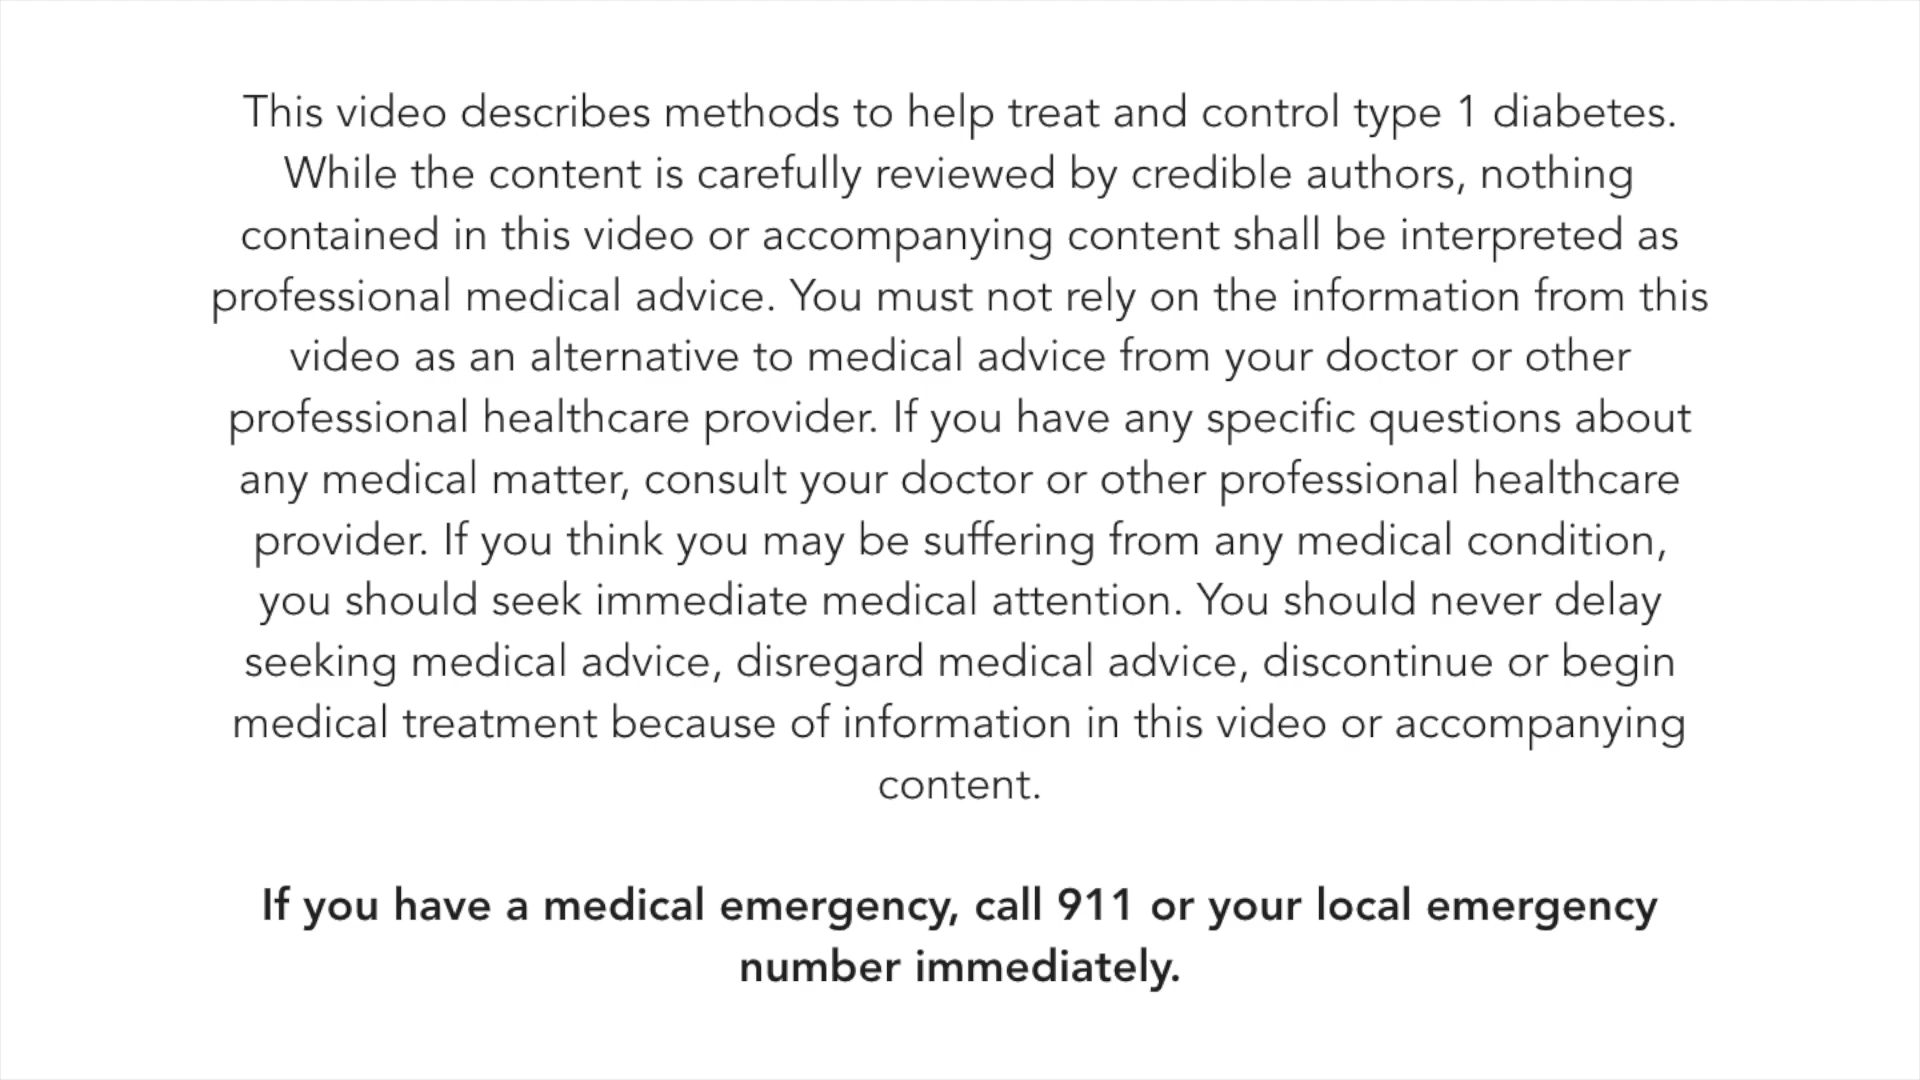 This video describes methods to help treat and control type 1 diabetes.
While the content is carefully reviewed by credible authors, nothing
contained in this video or accompanying content shall be interpreted as
professional medical advice. You must not rely on the information from this
video as an alternative to medical advice from your doctor or other
professional healthcare provider. If you have any specific questions about
any medical matter, consult your doctor or other professional healthcare
provider. If you think you may be suffering from any medical condition,
you should seek immediate medical attention. You should never delay
seeking medical advice, disregard medical advice, discontinue or begin
medical treatment because of information in this video or accompanying
content.
If you have a medical emergency, call 911 or your local emergency
number immediately.